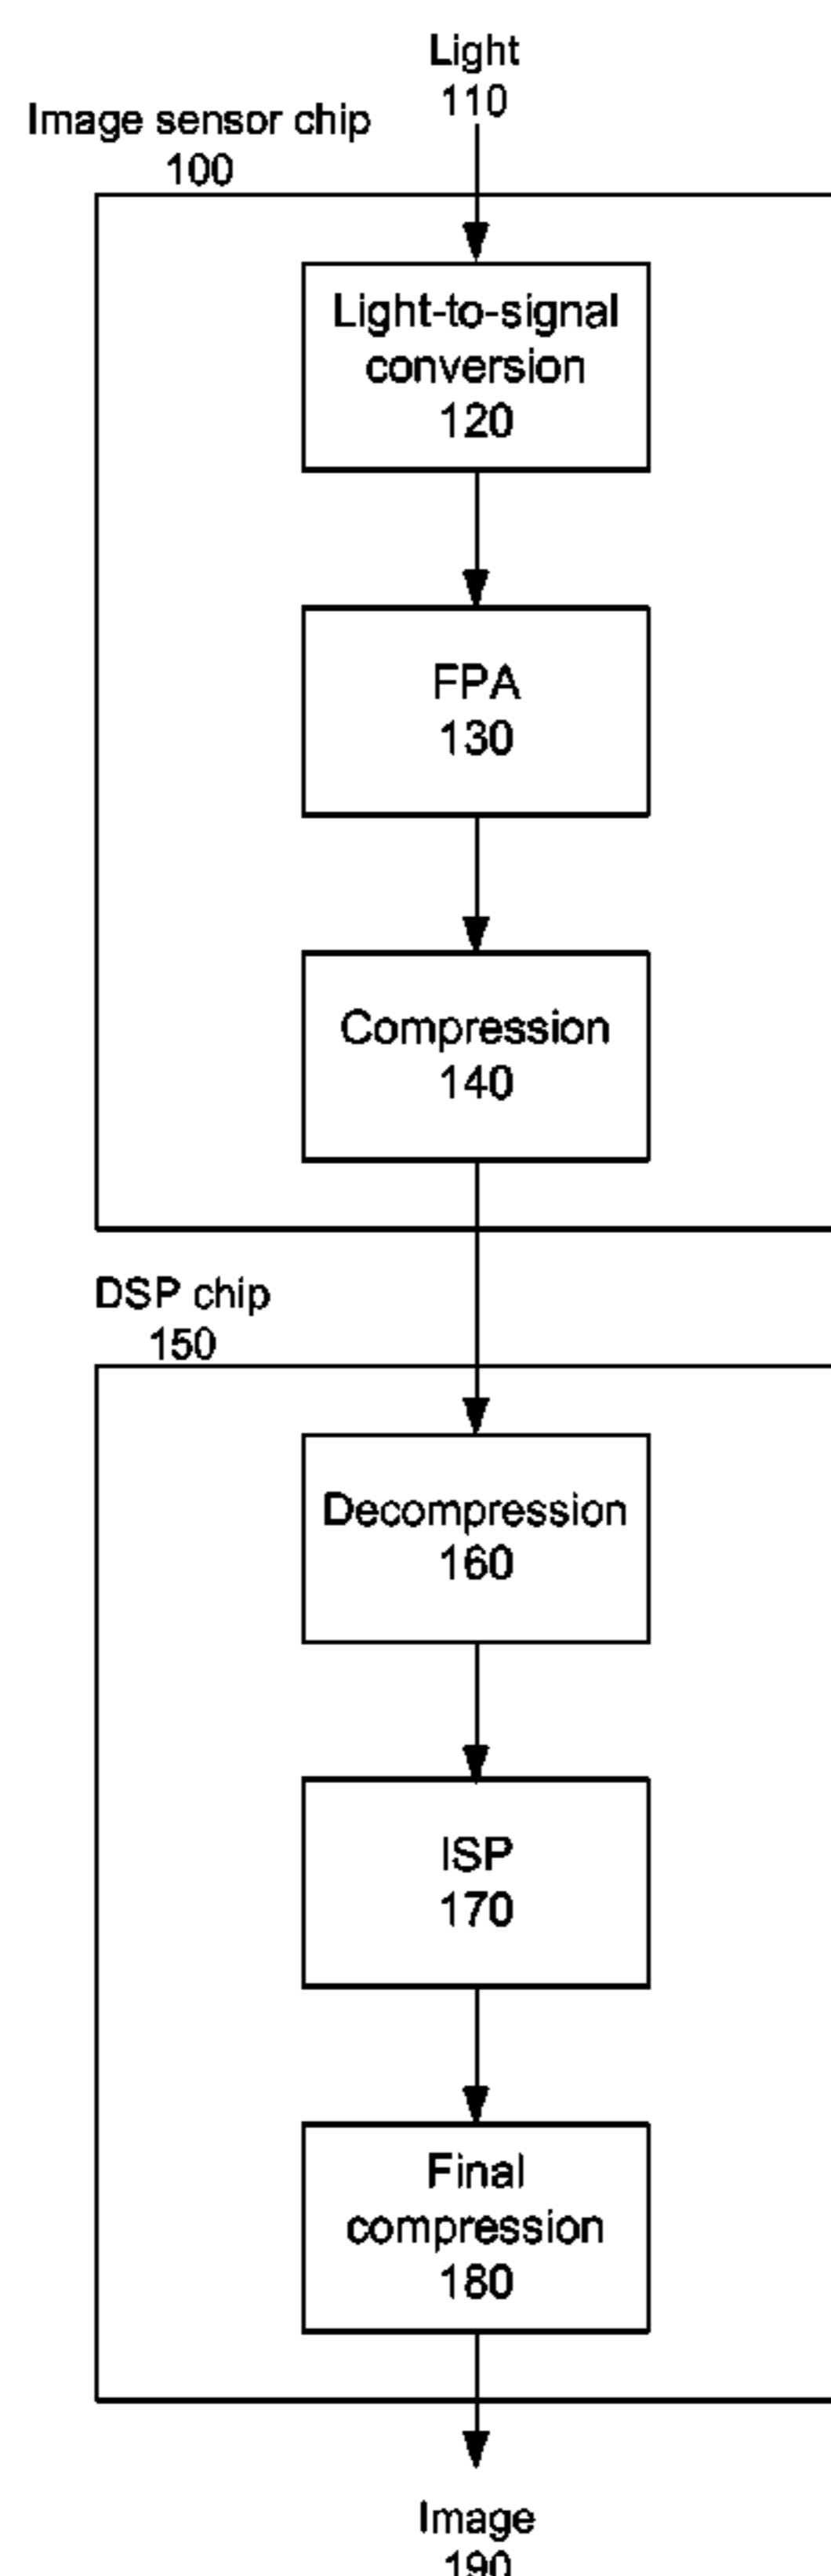 Light
110
Image sensor chip
100
Light-to-signal
conversion
120
FPA
130
Compression
140
DSP chip
150
Decompression
160
ISP
170
Final
compression
180
Image
190